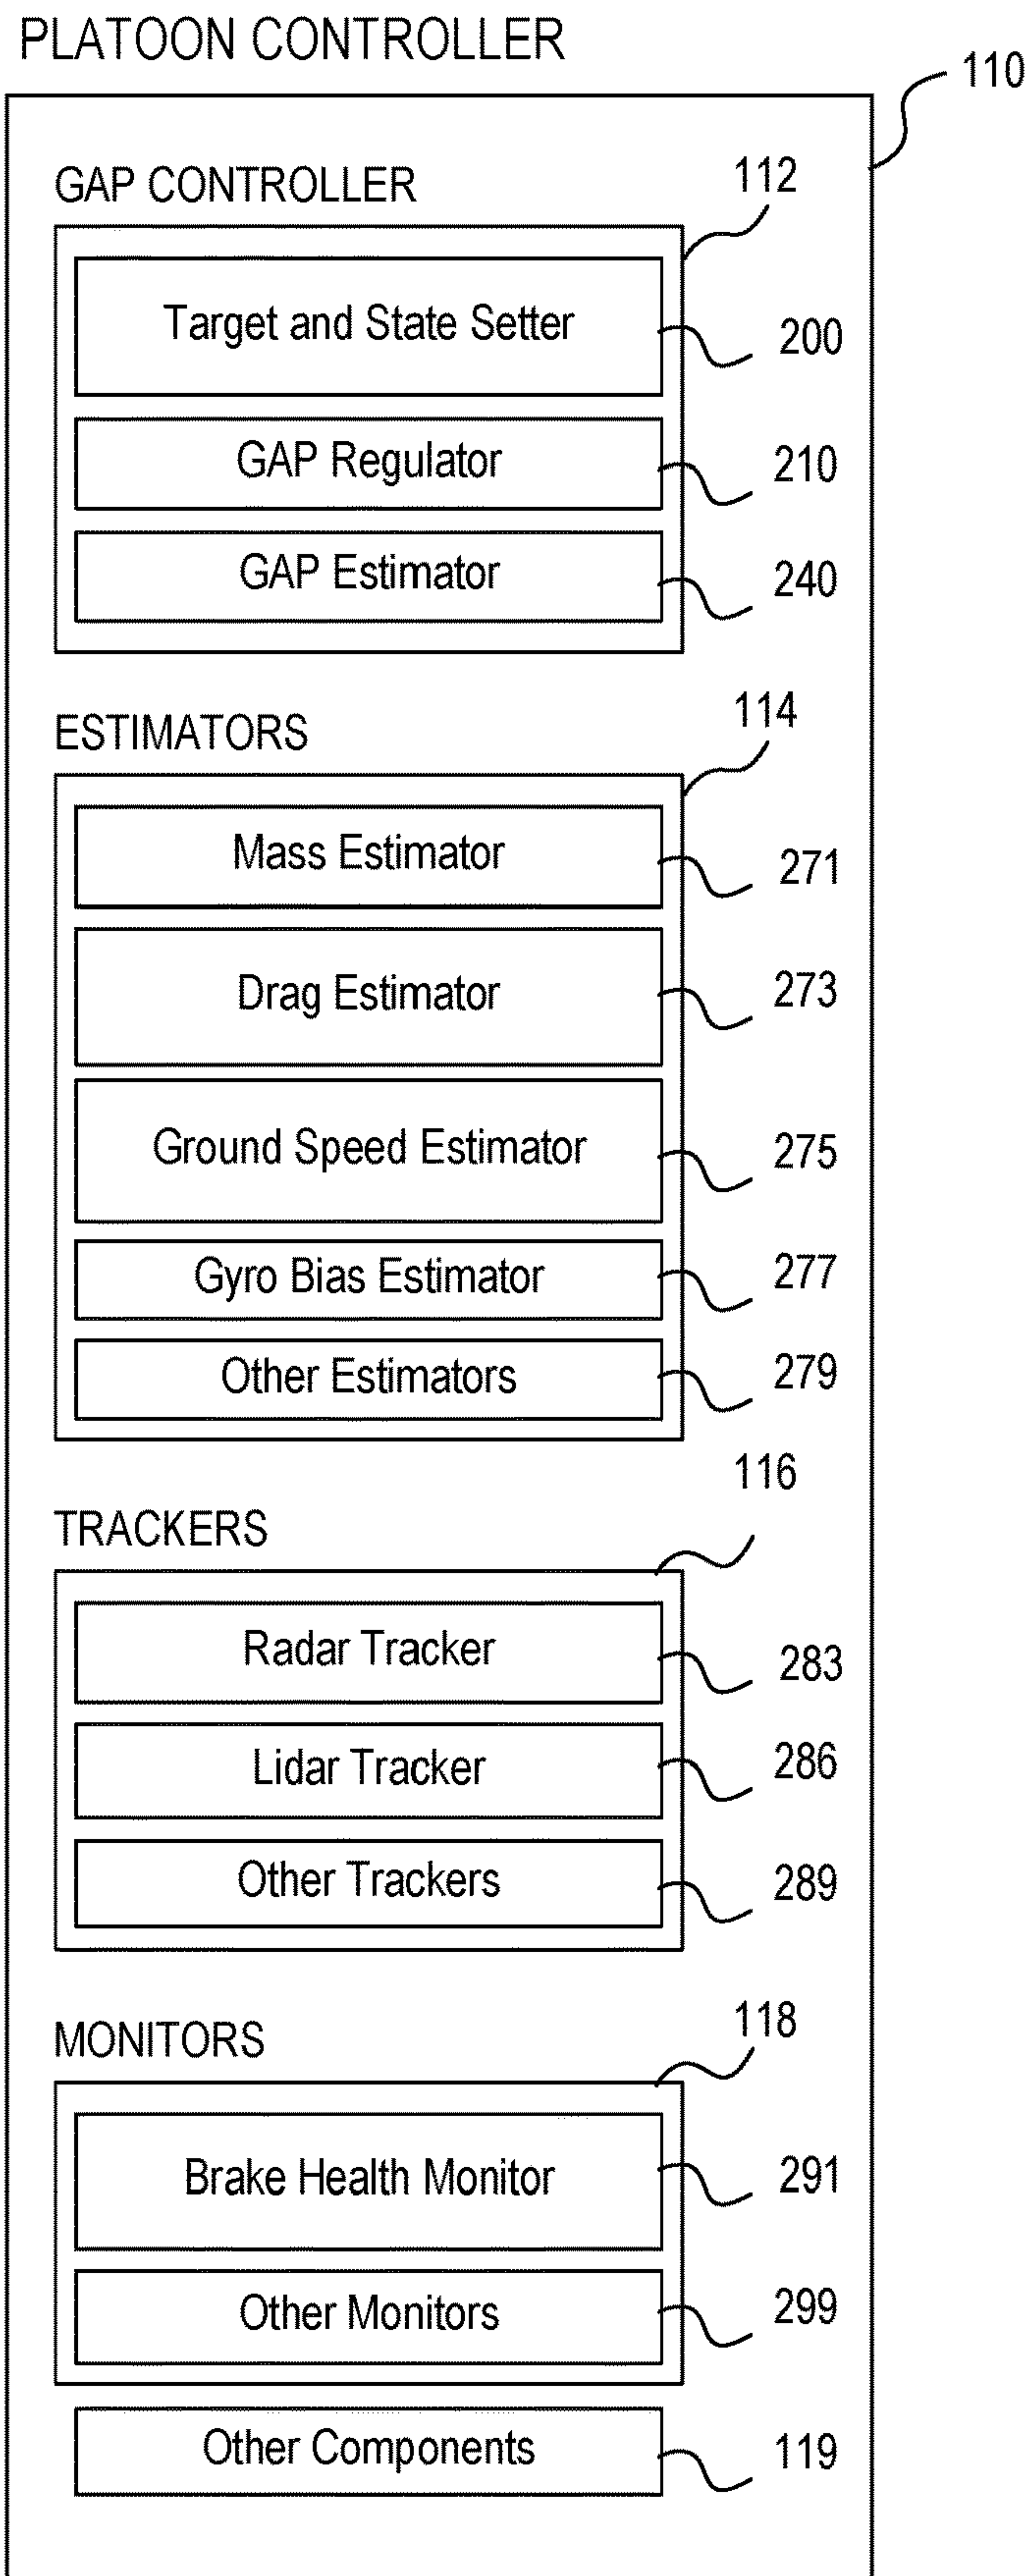 PLATOON CONTROLLER
110
GAP CONTROLLER
112
Target and State Setter
200
GAP Regulator
210
GAP Estimator
240
ESTIMATORS
114
Mass Estimator
271
Drag Estimator
273
Ground Speed Estimator
275
Gyro Bias Estimator
277
Other Estimators
279
TRACKERS
116
Radar Tracker
283
Lidar Tracker
286
Other Trackers
289
MONITORS
118
Brake Health Monitor
291
Other Monitors
299
Other Components
119